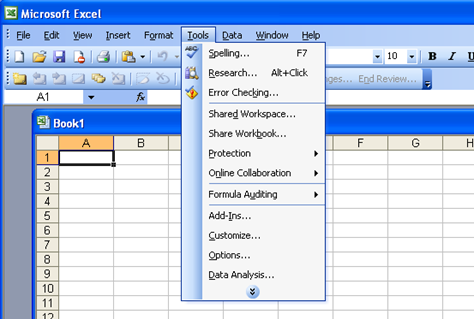 Microsoft Excel
File Edit View Insert Format Tools Data Window Help
10 B I
ges... End Review...
A1 fx
Spelling... F7
Research... Alt+Click
Error Checking...
Shared Workspace...
Share Workbook...
Protection
Online Collaboration
Formula Auditing
Add-Ins...
Customize...
Options...
Data Analysis...
Book1
A B F G H
1
2
3
4
5
6
7
8
9
10
11
12